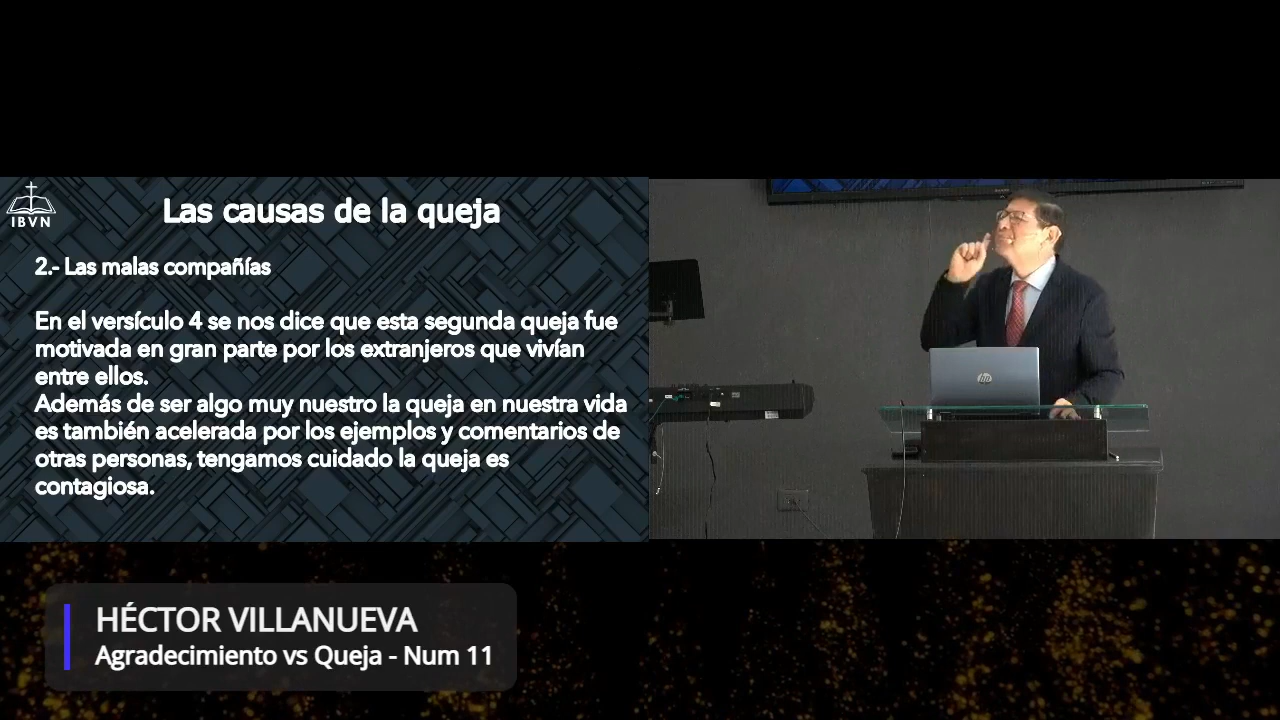 IBVN
Las causas de la queja
2.- Las malas compañías
En el versículo 4 se nos dice que esta segunda queja fue
motivada en gran parte por los extranjeros que vivían
entre ellos.
Además de ser algo muy nuestro la queja en nuestra vida
es también acelerada por los ejemplos y comentarios de
otras personas, tengamos cuidado la queja es
contagiosa.
hp
HÉCTOR VILLANUEVA
Agradecimiento vs Queja - Num 11